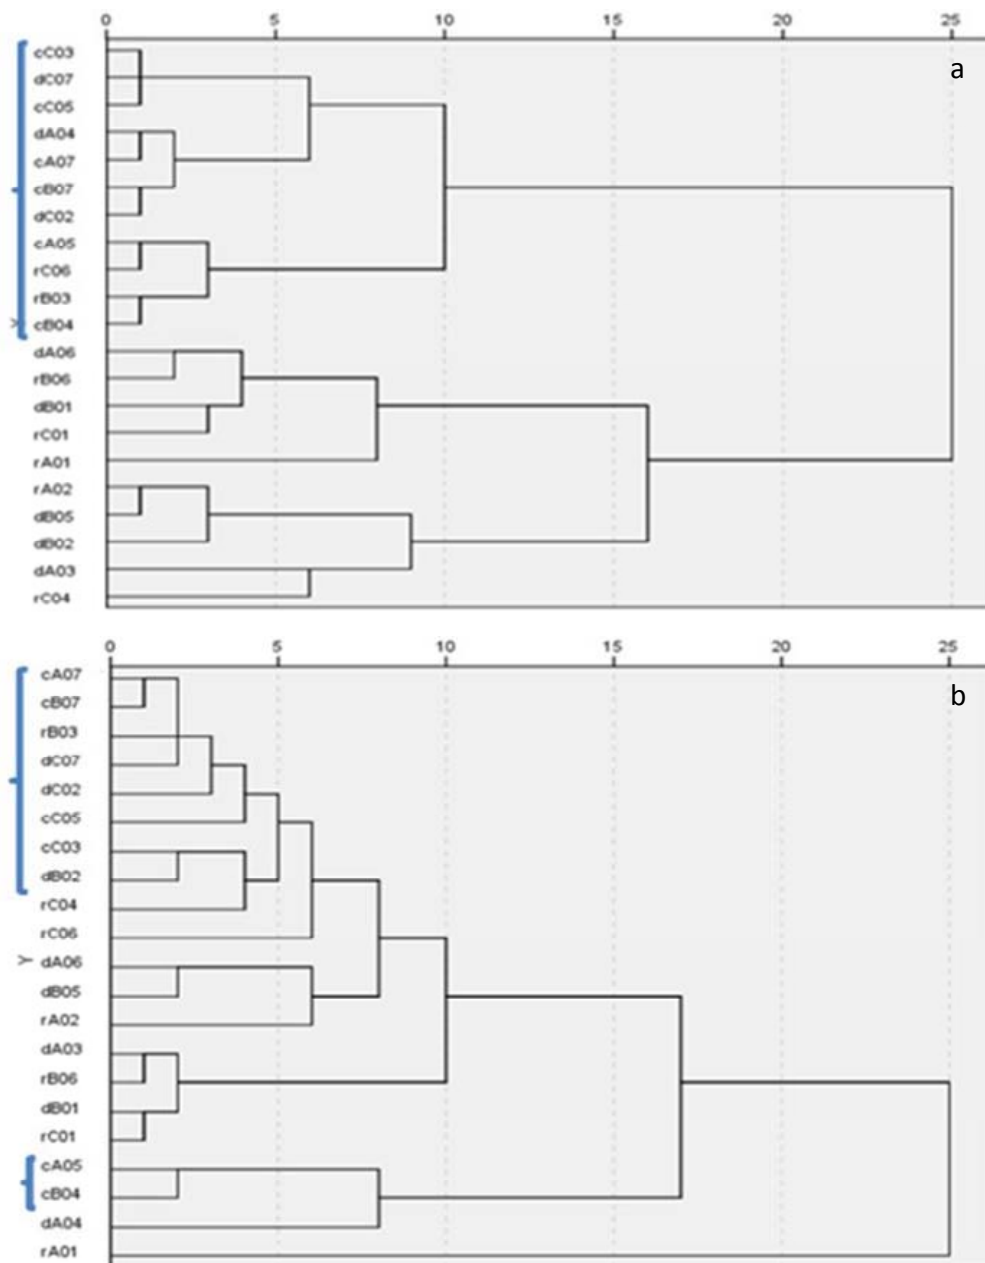 0 5 10 15 20 25
a
cC03
dC07
cC05
dA04
cA07
cB07
dC02
cA05
rC06
rB03
cB04
Y
dA06
rB06
dB01
rC01
rA01
rA02
dB05
dB02
dA03
rC04
0 5 10 15 20 25
cA07
b
cB07
rB03
dC07
dC02
cC05
cC03
dB02
rC04
rC06
Y dA06
dB05
rA02
dA03
rB06
dB01
rC01
cA05
cB04
dA04
rA01